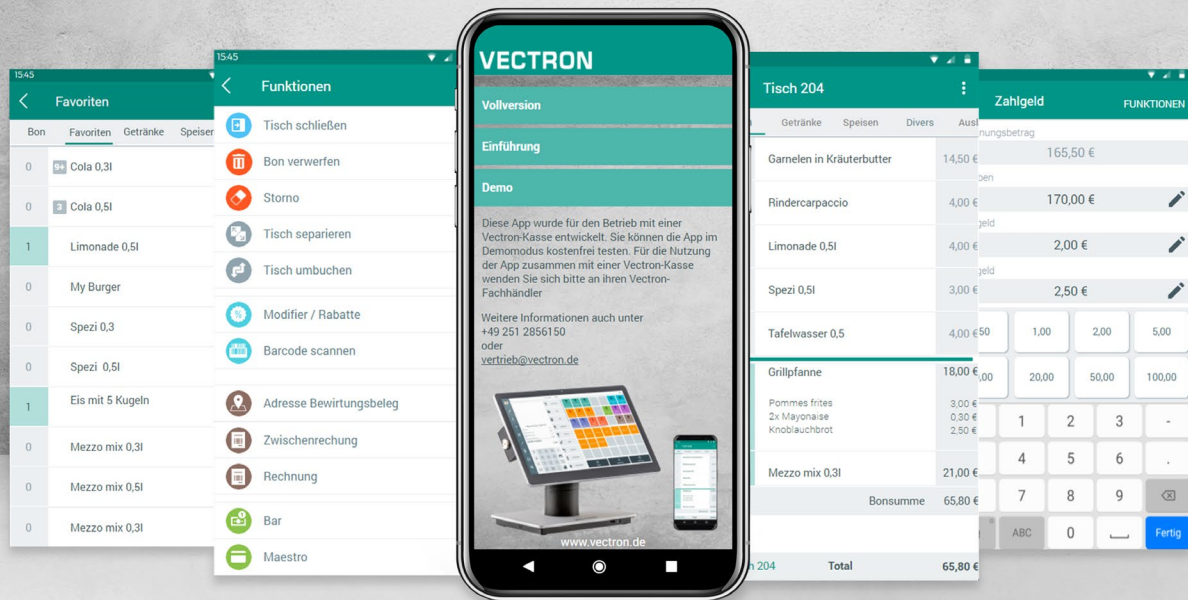 15:45
Favoriten
Bon Favoriten Getränke Speisen
0 9+ Cola 0,3l
0 3 Cola 0,5l
1 Limonade 0,5l
0 My Burger
0 Spezi 0,3
0 Spezi 0,5l
1 Eis mit 5 Kugeln
0 Mezzo mix 0,3l
0 Mezzo mix 0,5l
0 Mezzo mix 0,3l
15:45
Funktionen
Tisch schließen
Bon verwerfen
Storno
Tisch separieren
Tisch umbuchen
Modifier / Rabatte
Barcode scannen
Adresse Bewirtungsbeleg
Zwischenrechung
Rechnung
Bar
Maestro
VECTRON
Vollversion
Einführung
Demo
Diese App wurde für den Betrieb mit einer
Vectron-Kasse entwickelt. Sie können die App im
Demomodus kostenfrei testen. Für die Nutzung
der App zusammen mit einer Vectron-Kasse
wenden Sie sich bitte an ihren Vectron-
Fachhändler
Weitere Informationen auch unter
+49 251 2856150
oder
vertrieb@vectron.de
www.vectron.de
Tisch 204
Getränke Speisen Divers Ausl
Garnelen in Kräuterbutter 14,50 €
Rindercarpaccio 4,00 €
Limonade 0,5l 4,00 €
Spezi 0,5l 3,00 €
Tafelwasser 0,5 4,00 €
Grillpfanne 18,00 €
Pommes frites 3,00 €
2x Mayonaise 0,30 €
Knoblauchbrot 2,50 €
Mezzo mix 0,3l 21,00 €
Bonsumme 65,80 €
204 Total 65,80 €
Zahlgeld FUNKTIONEN
nungsbetrag
165,50 €
ben
170,00 €
geld
2,00 €
geld
2,50 €
50 1,00 2,00 5,00
,00 20,00 50,00 100,00
1 2 3 -
4 5 6 .
7 8 9
ABC 0 Fertig